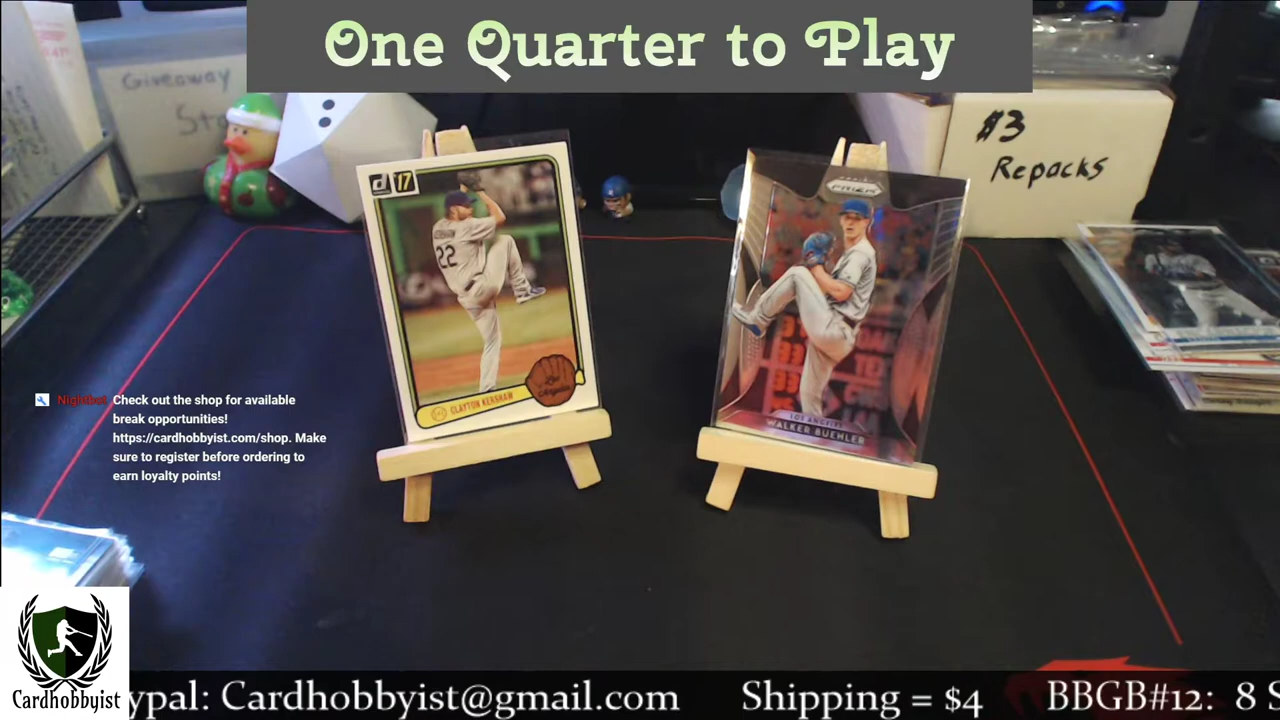 One Quarter to Play
Giveaway
#3
Repacks
'17
KERSHAW
22
PRIZM
CLAYTON KERSHAW
LOS ANGELES
WALKER BUEHLER
Nightbot Check out the shop for available
break opportunities!
https://cardhobbyist.com/shop. Make
sure to register before ordering to
earn loyalty points!
Cardhobbyist
ypal: Cardhobbyist@gmail.com Shipping = $4 BBGB#12: 8 S